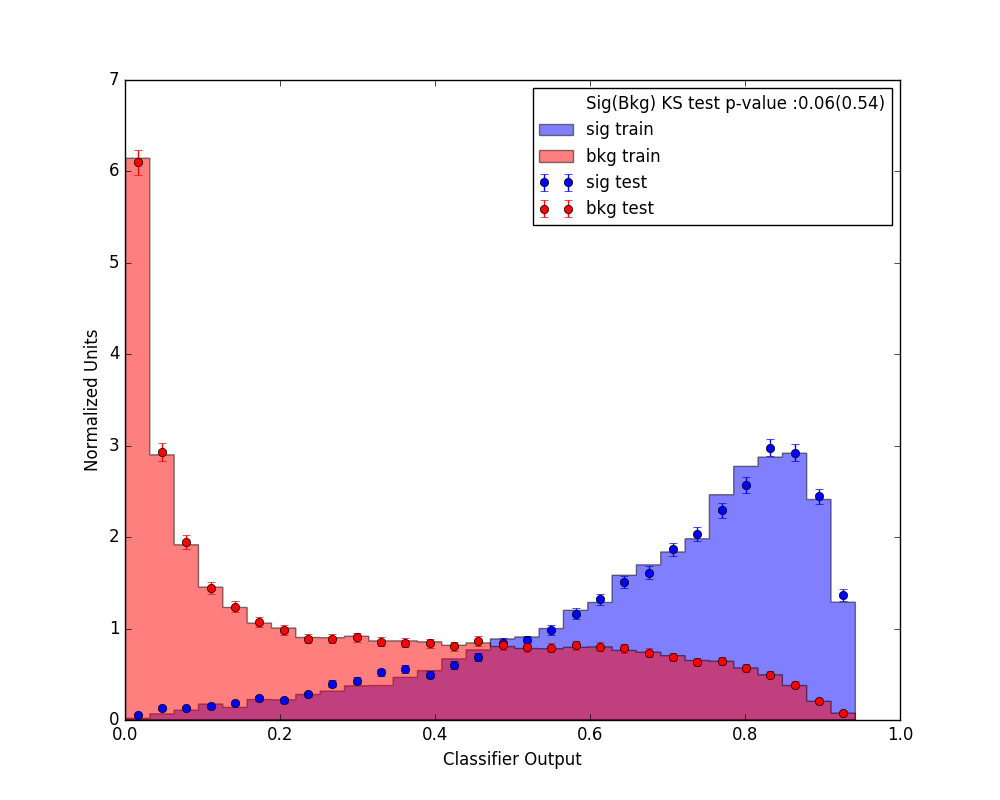 7
6
5
4
3
2
1
0
Normalized Units
Sig(Bkg) KS test p-value :0.06(0.54)
sig train
bkg train
sig test
bkg test
0.0 0.2 0.4 0.6 0.8 1.0
Classifier Output